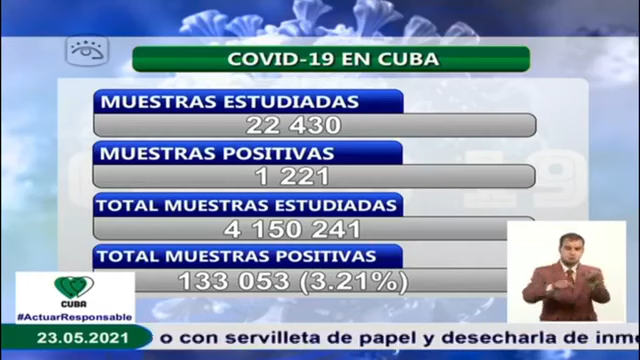 COVID-19 EN CUBA
MUESTRAS ESTUDIADAS
22 430
MUESTRAS POSITIVAS
1 221
TOTAL MUESTRAS ESTUDIADAS
4 150 241
TOTAL MUESTRAS POSITIVAS
133 053 (3.21%)
CUBA
#ActuarResponsable
23.05.2021 o con servilleta de papel y desecharla de inme